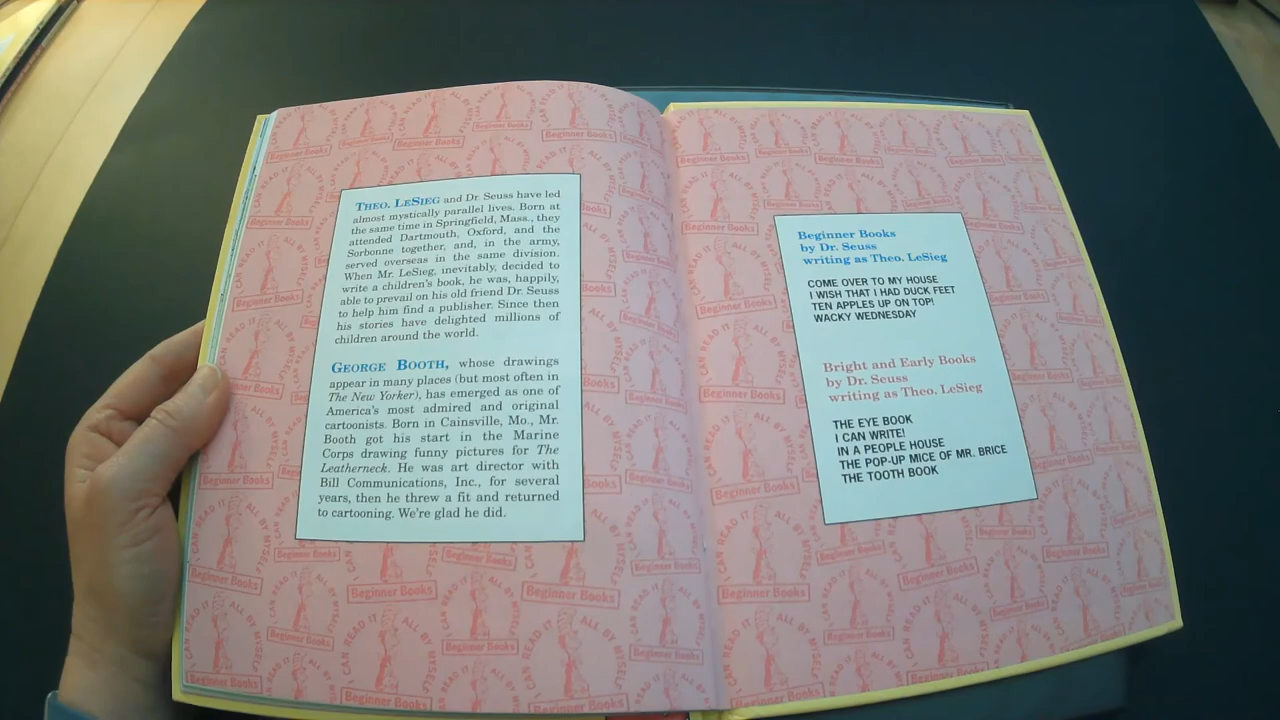 THEO. LESIEG and Dr. Seuss have led
almost mystically parallel lives. Born at
the same time in Springfield, Mass., they
attended Dartmouth, Oxford, and the
Sorbonne together, and, in the army,
served overseas in the same division.
When Mr. LeSieg, inevitably, decided to
write a children's book, he was, happily,
able to prevail on his old friend Dr. Seuss
to help him find a publisher. Since then
his stories have delighted millions of
children around the world.
GEORGE BOOTH, whose drawings
appear in many places (but most often in
The New Yorker), has emerged as one of
America's most admired and original
cartoonists. Born in Cainsville, Mo., Mr.
Booth got his start in the Marine
Corps drawing funny pictures for The
Leatherneck. He was art director with
Bill Communications, Inc., for several
years, then he threw a fit and returned
to cartooning. We're glad he did.
Beginner Books
by Dr. Seuss
writing as Theo. LeSieg
COME OVER TO MY HOUSE
I WISH THAT I HAD DUCK FEET
TEN APPLES UP ON TOP!
WACKY WEDNESDAY
Bright and Early Books
by Dr. Seuss
writing as Theo. LeSieg
THE EYE BOOK
I CAN WRITE!
IN A PEOPLE HOUSE
THE POP-UP MICE OF MR. BRICE
THE TOOTH BOOK
I CAN READ IT ALL BY MYSELF
Beginner Books